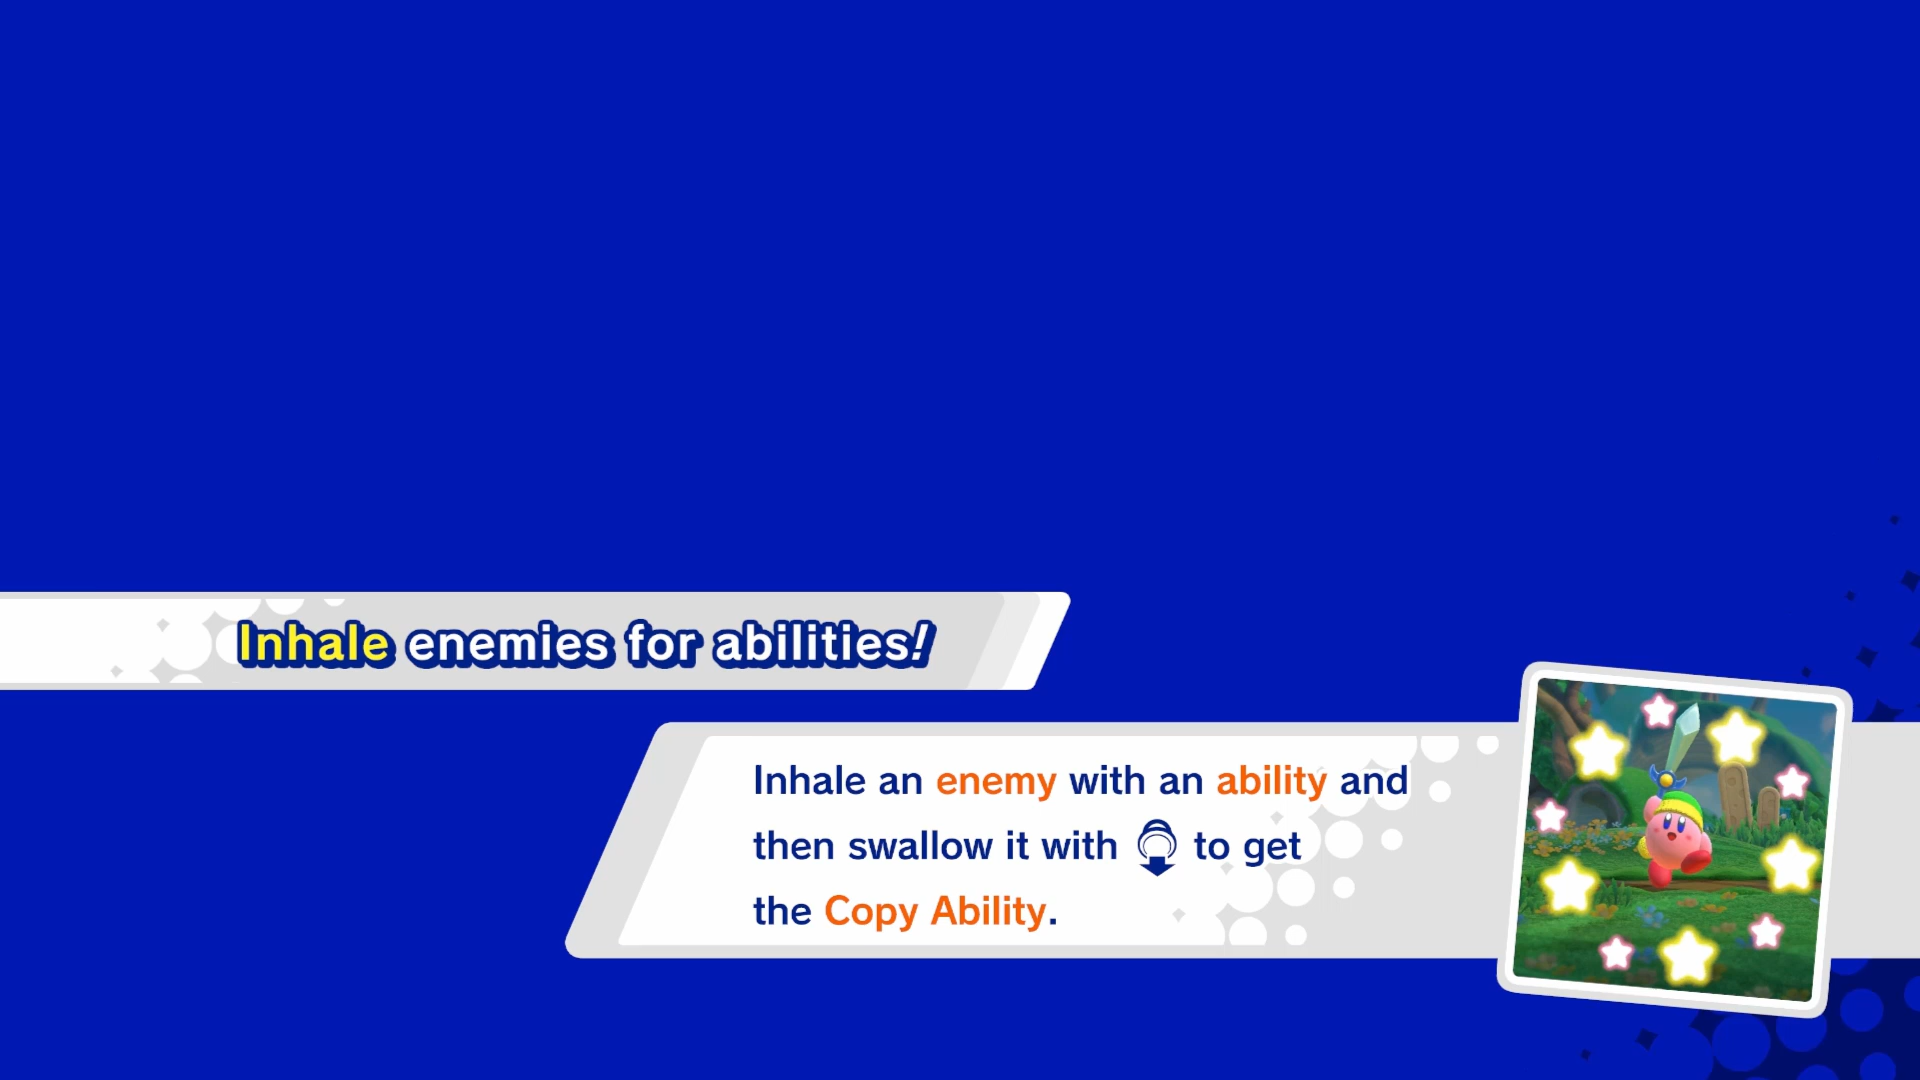 Inhale enemies for abilities!
Inhale an enemy with an ability and
then swallow it with to get
the Copy Ability.